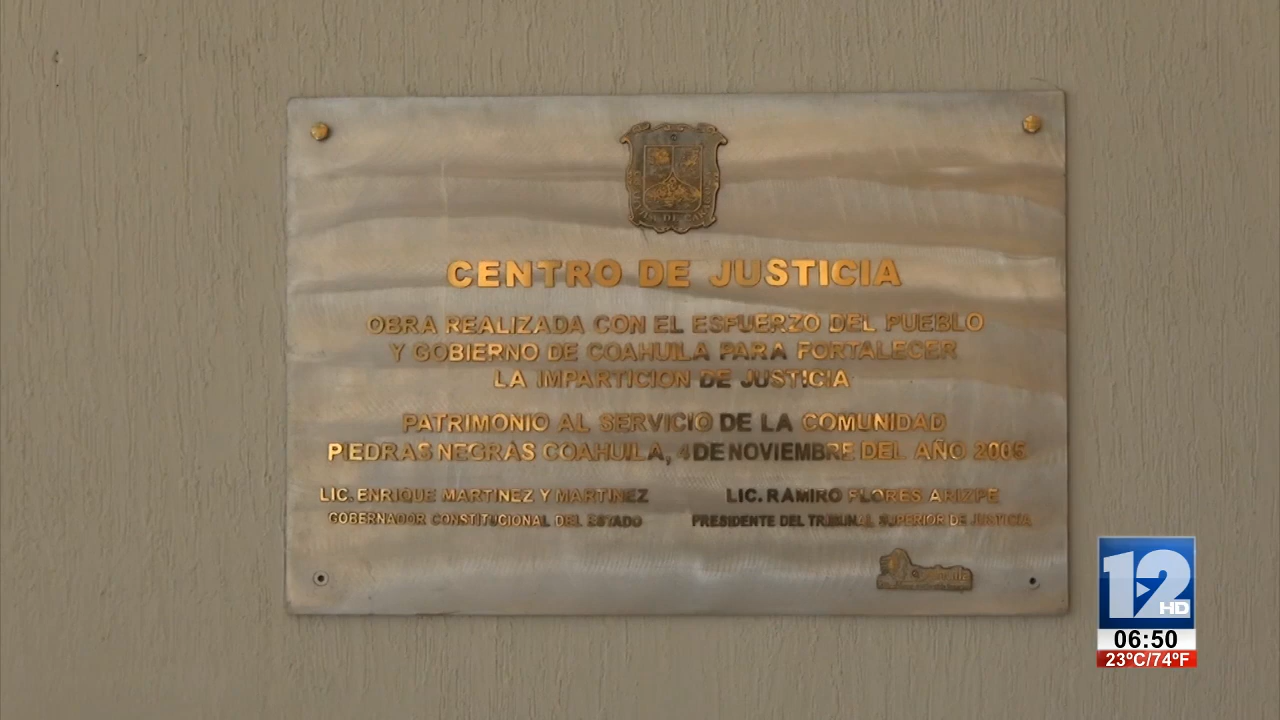 CENTRO DE JUSTICIA
OBRA REALIZADA CON EL ESFUERZO DEL PUEBLO
Y GOBIERNO DE COAHUILA PARA FORTALECER
LA IMPARTICION DE JUSTICIA
PATRIMONIO AL SERVICIO DE LA COMUNIDAD
PIEDRAS NEGRAS COAHUILA, 4 DE NOVIEMBRE DEL AÑO 2005
LIC. ENRIQUE MARTINEZ Y MARTINEZ
GOBERNADOR CONSTITUCIONAL DEL ESTADO
LIC. RAMIRO FLORES ARIZPE
PRESIDENTE DEL TRIBUNAL SUPERIOR DE JUSTICIA
12
HD
06:50
23ºC/74ºF